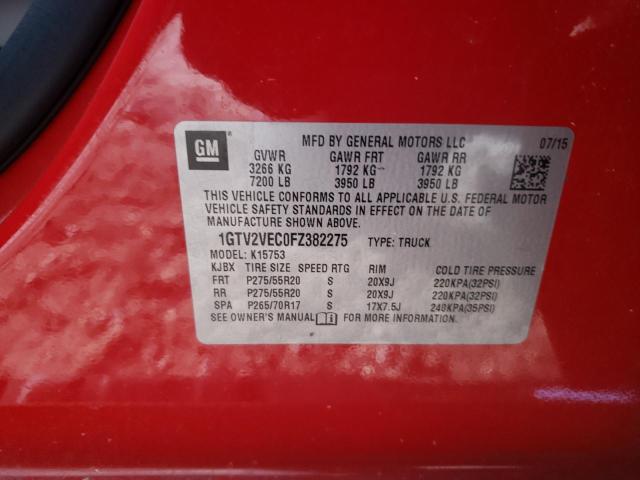 GM
MFD BY GENERAL MOTORS LLC 07/15
GVWR GAWR FRT GAWR RR
3266 KG 1792 KG 1792 KG
7200 LB 3950 LB 3950 LB
THIS VEHICLE CONFORMS TO ALL APPLICABLE U.S. FEDERAL MOTOR
VEHICLE SAFETY STANDARDS IN EFFECT ON THE DATE OF
MANUFACTURE SHOWN ABOVE.
1GTV2VEC0FZ382275 TYPE: TRUCK
MODEL: K15753
KJBX TIRE SIZE SPEED RTG RIM COLD TIRE PRESSURE
FRT P275/55R20 S 20X9J 220KPA(32PSI)
RR P275/55R20 S 20X9J 220KPA(32PSI)
SPA P265/70R17 S 17X7.5J 240KPA(35PSI)
SEE OWNER'S MANUAL FOR MORE INFORMATION.